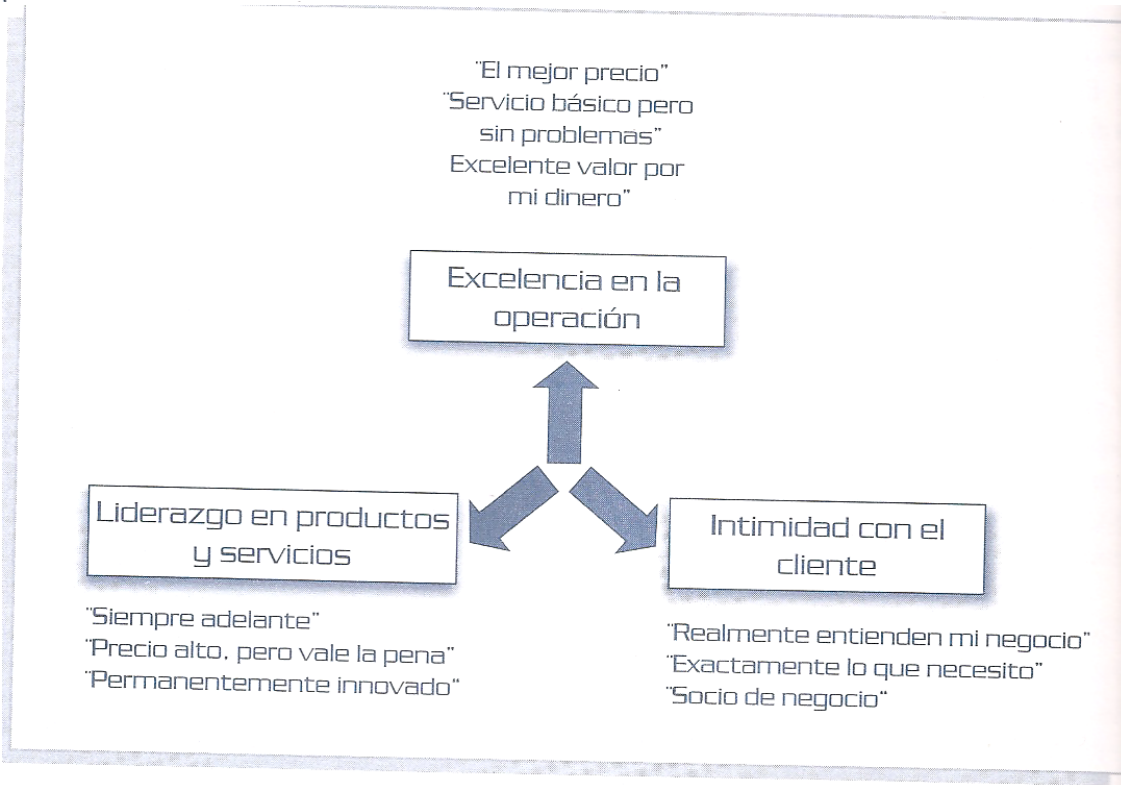 "El mejor precio"
"Servicio básico pero
sin problemas"
Excelente valor por
mi dinero"
Excelencia en la
operación
Liderazgo en productos
y servicios
"Siempre adelante"
"Precio alto, pero vale la pena"
"Permanentemente innovado"
Intimidad con el
cliente
"Realmente entienden mi negocio"
"Exactamente lo que necesito"
"Socio de negocio"